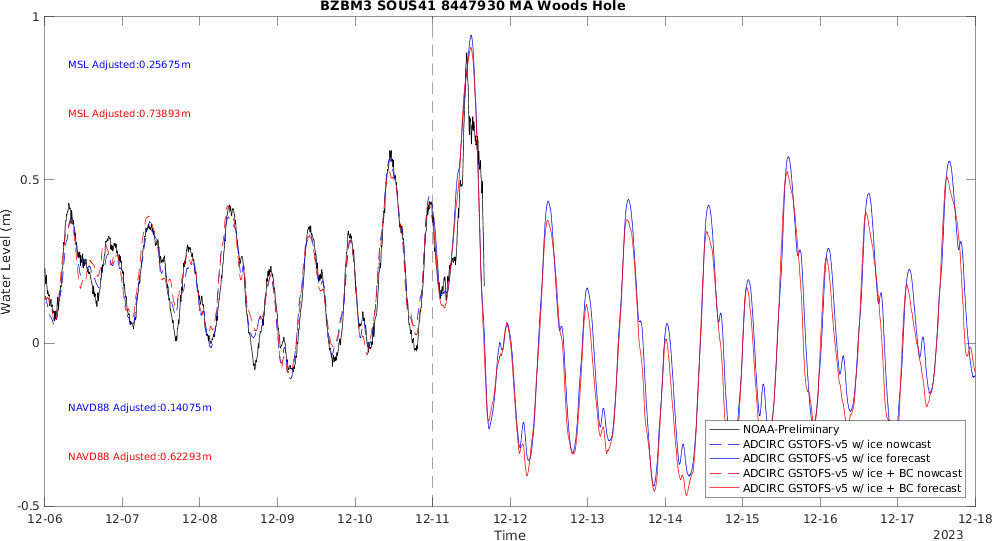 BZBM3 SOUS41 8447930 MA Woods Hole
1
MSL Adjusted:0.25675m
MSL Adjusted:0.73893m
0.5
Water Level (m)
0
NAVD88 Adjusted:0.14075m
NAVD88 Adjusted:0.62293m
-0.5
NOAA-Preliminary
ADCIRC GSTOFS-v5 w/ ice nowcast
ADCIRC GSTOFS-v5 w/ ice forecast
ADCIRC GSTOFS-v5 w/ ice + BC nowcast
ADCIRC GSTOFS-v5 w/ ice + BC forecast
12-06 12-07 12-08 12-09 12-10 12-11 12-12 12-13 12-14 12-15 12-16 12-17 12-18
Time
2023